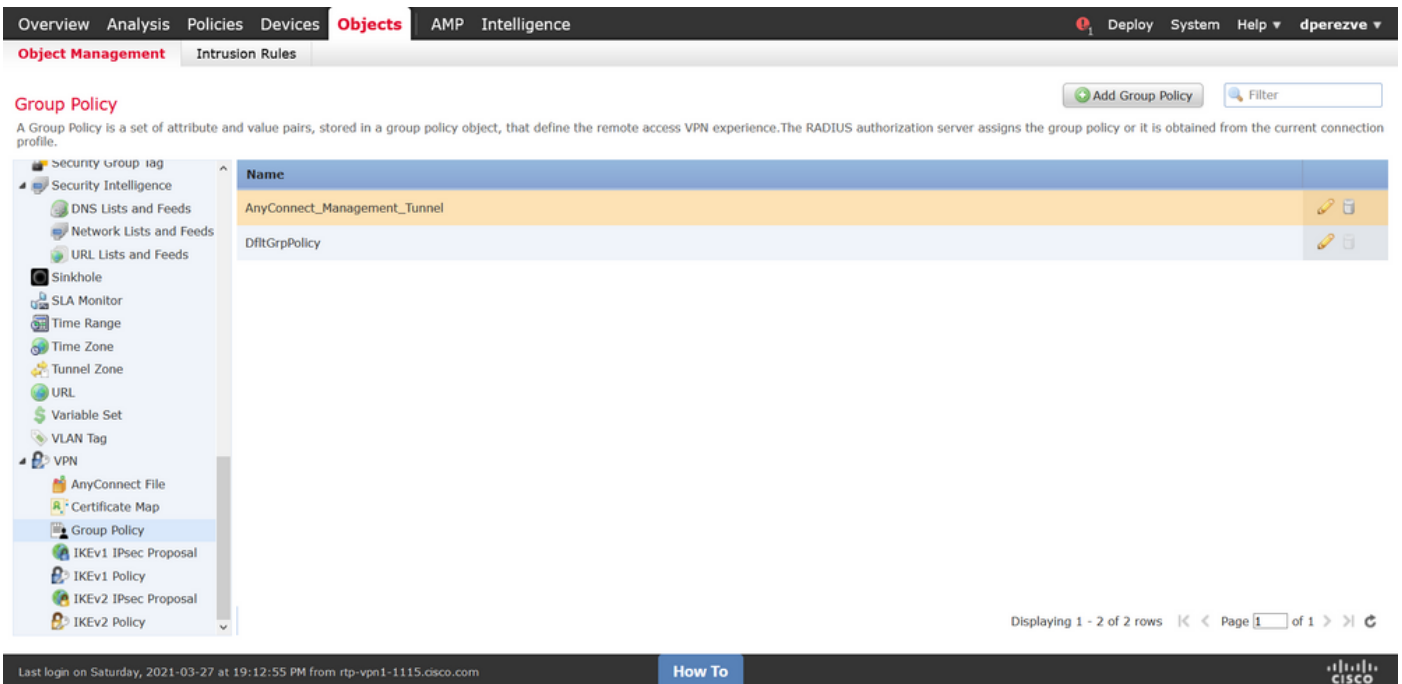 Overview Analysis Policies Devices Objects AMP Intelligence 1 Deploy System Help dperezve
Object Management Intrusion Rules
Add Group Policy Filter
Group Policy
A Group Policy is a set of attribute and value pairs, stored in a group policy object, that define the remote access VPN experience.The RADIUS authorization server assigns the group policy or it is obtained from the current connection
profile.
Security Group Tag
Security Intelligence
DNS Lists and Feeds
Network Lists and Feeds
URL Lists and Feeds
Sinkhole
SLA Monitor
Time Range
Time Zone
Tunnel Zone
URL
Variable Set
VLAN Tag
VPN
AnyConnect File
Certificate Map
Group Policy
IKEv1 IPsec Proposal
IKEv1 Policy
IKEv2 IPsec Proposal
IKEv2 Policy
Name
AnyConnect_Management_Tunnel
DfltGrpPolicy
Displaying 1 - 2 of 2 rows Page 1 of 1
Last login on Saturday, 2021-03-27 at 19:12:55 PM from rtp-vpn1-1115.cisco.com
How To
CISCO